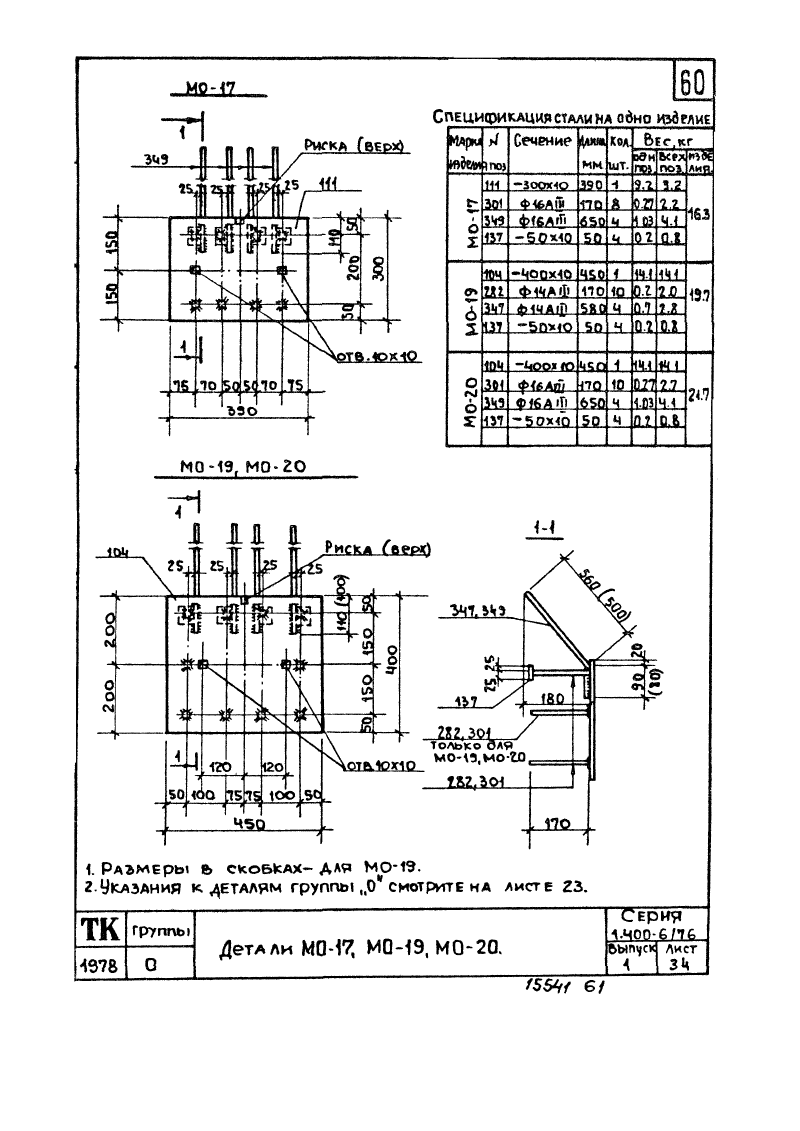 60
МО-17
1
349
Риска (верх)
25 25 25 25
111
150
150
110
50
200
50
300
1
отв. 10х10
75 70 50 50 70 75
390
Спецификация стали на одно изделие
Марка изделия N поз Сечение Длина мм Кол. шт. Вес, кг
одн поз. всех поз. изделия
МО-17 111 -300х10 390 1 9.2 9.2 16.3
301 Ф16АIII 170 8 0.27 2.2
349 Ф16АIII 650 4 1.03 4.1
137 -50х10 50 4 0.2 0.8
МО-19 104 -400х10 450 1 14.1 14.1 19.7
282 Ф14АIII 170 10 0.2 2.0
347 Ф14АIII 580 4 0.7 2.8
137 -50х10 50 4 0.2 0.8
МО-20 104 -400х10 450 1 14.1 14.1 21.7
301 Ф16АIII 170 10 0.27 2.7
349 Ф16АIII 650 4 1.03 4.1
137 -50х10 50 4 0.2 0.8
МО-19, МО-20
1
104
Риска (верх)
25 25 25 25
200
200
110 (100)
50
150
150
50
400
1
120 120
отв. 10х10
50 100 75 75 100 50
450
1-1
560 (500)
347,349
20
90 (80)
25
25
137
180
282,301
только для
МО-19, МО-20
282,301
170
1. Размеры в скобках – для МО-19.
2. Указания к деталям группы „О" смотрите на листе 23.
ТК группы
1978 О
Детали МО-17, МО-19, МО-20.
Серия
1.400-6/76
Выпуск Лист
1 34
15541 61